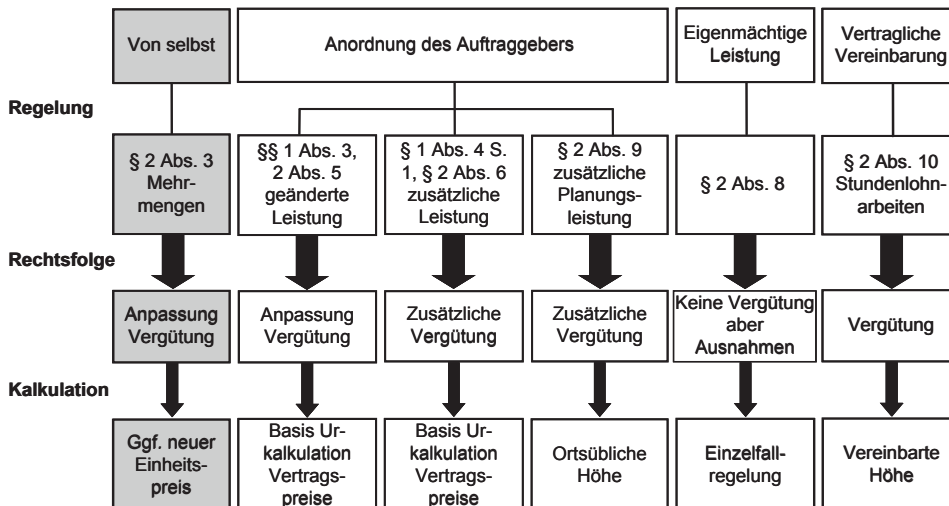 Von selbst
Anordnung des Auftraggebers
Eigenmächtige
Leistung
Vertragliche
Vereinbarung
Regelung
§ 2 Abs. 3
Mehr-
mengen
§§ 1 Abs. 3,
2 Abs. 5
geänderte
Leistung
§ 1 Abs. 4 S.
1, § 2 Abs. 6
zusätzliche
Leistung
§ 2 Abs. 9
zusätzliche
Planungs-
leistung
§ 2 Abs. 8
§ 2 Abs. 10
Stundenlohn-
arbeiten
Rechtsfolge
Anpassung
Vergütung
Anpassung
Vergütung
Zusätzliche
Vergütung
Zusätzliche
Vergütung
Keine Vergütung
aber
Ausnahmen
Vergütung
Kalkulation
Ggf. neuer
Einheits-
preis
Basis Ur-
kalkulation
Vertrags-
preise
Basis Ur-
kalkulation
Vertrags-
preise
Ortsübliche
Höhe
Einzelfall-
regelung
Vereinbarte
Höhe